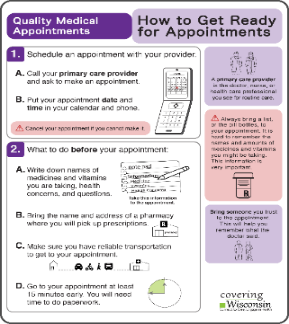 Quality Medical
Appointments
How to Get Ready
for Appointments
1. Schedule an appointment with your provider.
A. Call your primary care provider
and ask to make an appointment.
B. Put your appointment date and
time in your calendar and phone.
Cancel your appointment if you cannot make it.
A primary care provider
is the doctor, nurse, or
health care professional
you see for routine care.
2. What to do before your appointment:
A. Write down names of
medicines and vitamins
you are taking, health
concerns, and questions.
Take this information
to the appointment.
B. Bring the name and address of a pharmacy
where you will pick up prescriptions.
C. Make sure you have reliable transportation
to get to your appointment.
D. Go to your appointment at least
15 minutes early. You will need
time to do paperwork.
Always bring a list,
or the bottles, to
your appointment. It is
hard to remember the
names and amounts of
medicines and vitamins
you might be taking.
This information is
very important.
Bring someone you trust
to the appointment.
This will help you
remember what the
doctor said.
covering
Wisconsin